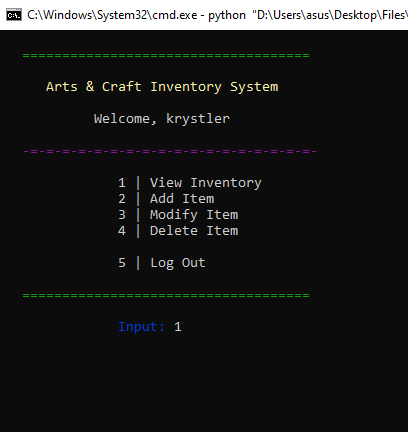 C:\Windows\System32\cmd.exe - python "D:\Users\asus\Desktop\Files\
====================================
Arts & Craft Inventory System
Welcome, krystler
-=-=-=-=-=-=-=-=-=-=-=-=-=-=-=-=-=-=-
1 | View Inventory
2 | Add Item
3 | Modify Item
4 | Delete Item
5 | Log Out
====================================
Input: 1